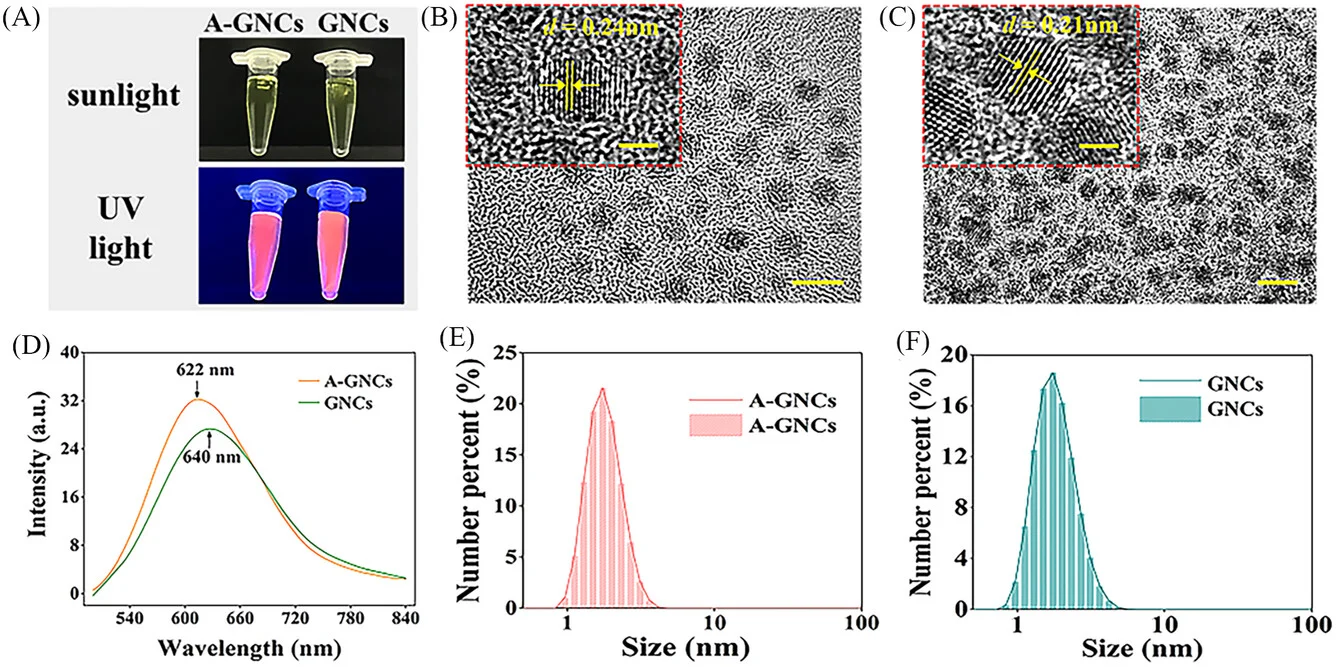 (A)
A-GNCs GNCs
sunlight
UV
light
(B)
d = 0.24nm
(C)
d = 0.21nm
(D)
40
32
24
16
8
0
Intensity (a.u.)
622 nm
640 nm
A-GNCs
GNCs
540 600 660 720 780 840
Wavelength (nm)
(E)
25
20
15
10
5
0
Number percent (%)
A-GNCs
A-GNCs
1 10 100
Size (nm)
(F)
20
16
12
8
4
0
Number percent (%)
GNCs
GNCs
1 10 100
Size (nm)